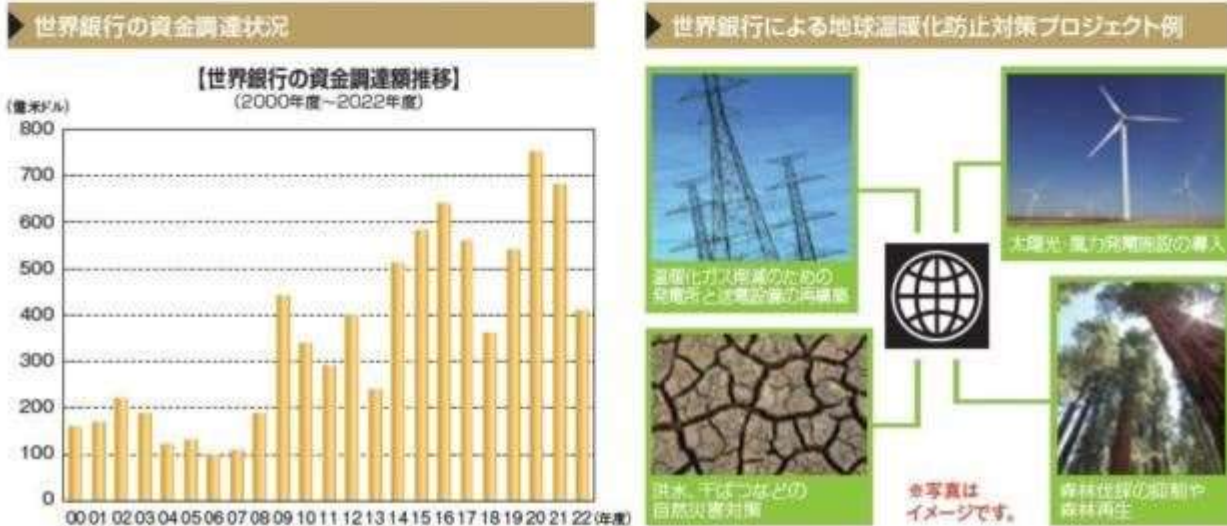 世界銀行の資金調達状況
【世界銀行の資金調達額推移】
(2000年度～2022年度)
(億米ドル)
800
700
600
500
400
300
200
100
0
00 01 02 03 04 05 06 07 08 09 10 11 12 13 14 15 16 17 18 19 20 21 22 (年度)
世界銀行による地球温暖化防止対策プロジェクト例
温暖化ガス削減のための
発電所と送電設備の再構築
太陽光・風力発電施設の導入
洪水、干ばつなどの
自然災害対策
※写真は
イメージです。
森林伐採の抑制や
森林再生